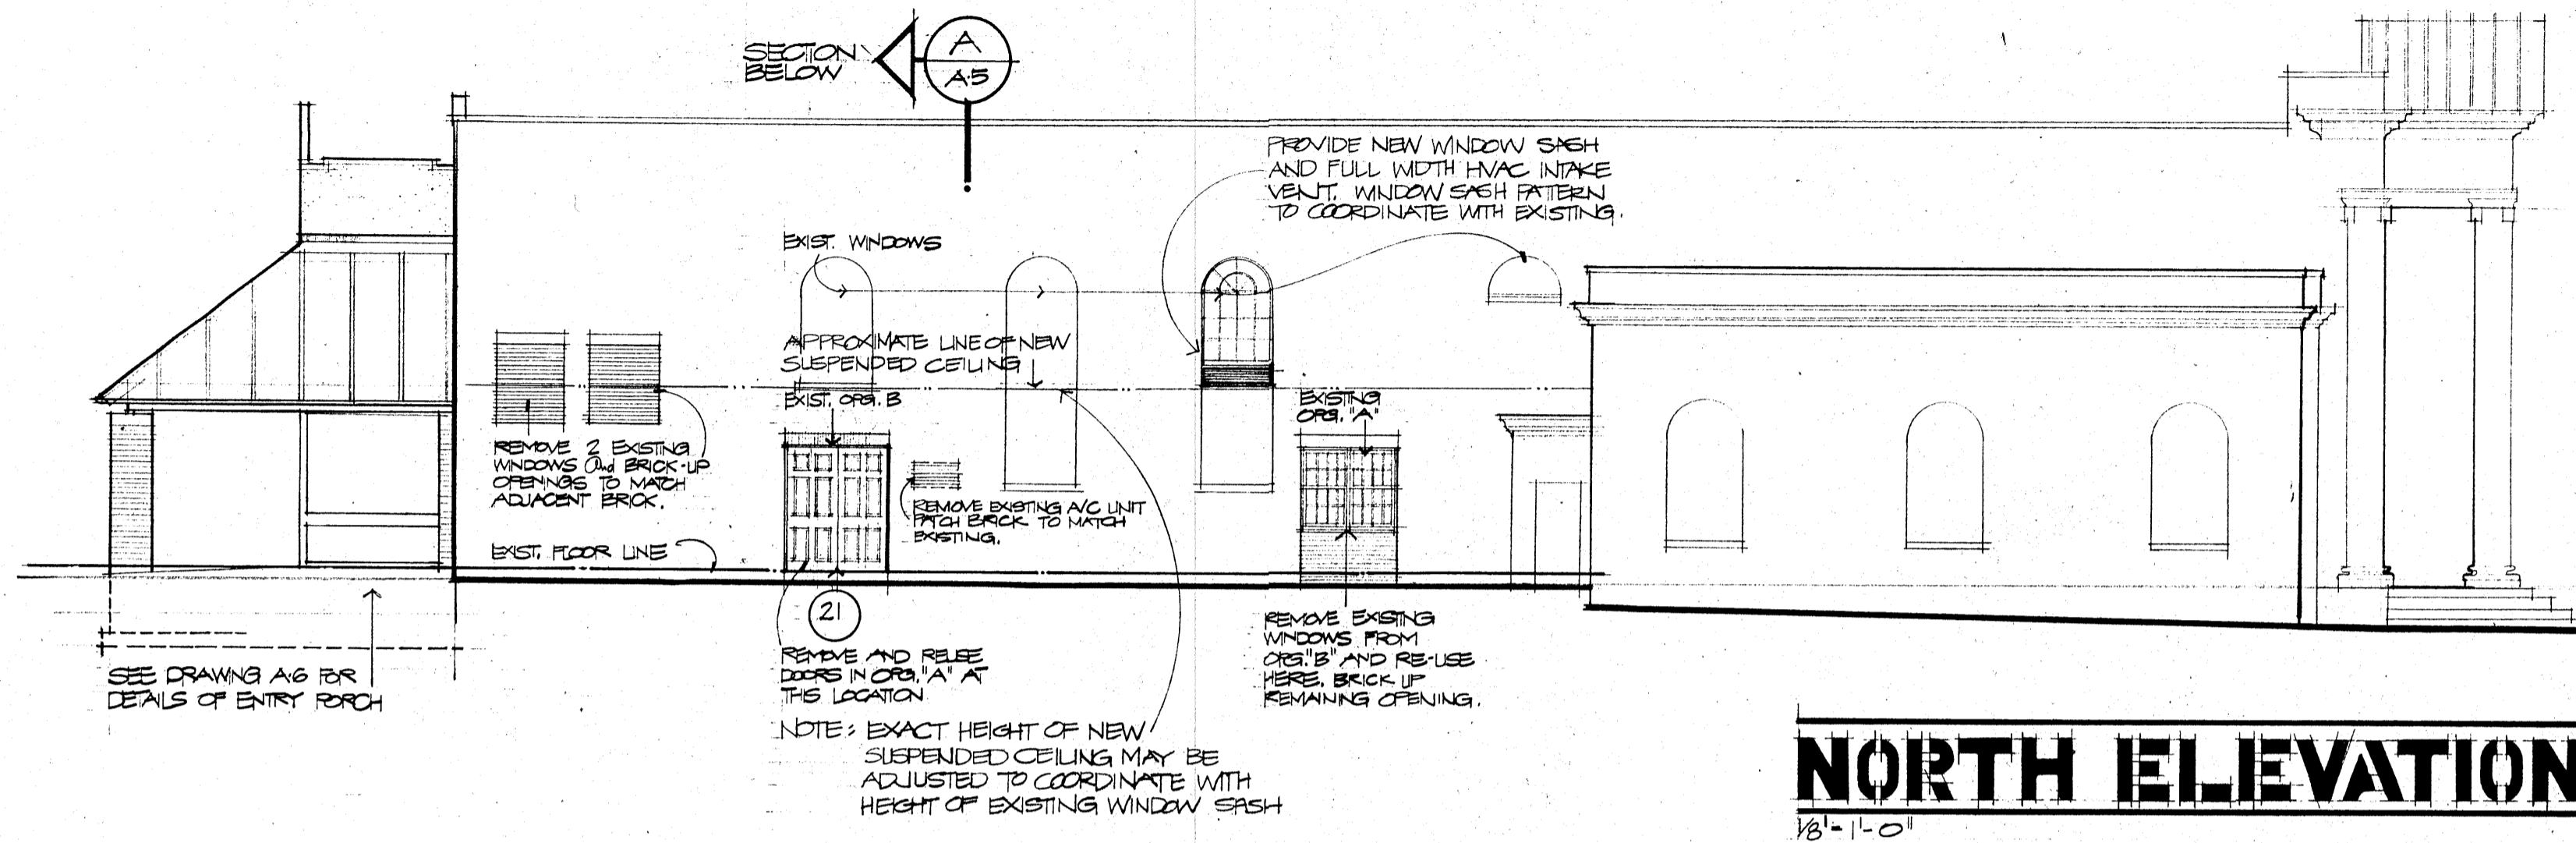 SECTION
BELOW
A
A·5
PROVIDE NEW WINDOW SASH
AND FULL WIDTH HVAC INTAKE
VENT. WINDOW SASH PATTERN
TO COORDINATE WITH EXISTING.
EXIST. WINDOWS
APPROXIMATE LINE OF NEW
SUSPENDED CEILING
EXIST. OPG. B
EXISTING
OPG. "A"
REMOVE 2 EXISTING
WINDOWS and BRICK-UP
OPENINGS TO MATCH
ADJACENT BRICK.
REMOVE EXISTING A/C UNIT
PATCH BRICK TO MATCH
EXISTING.
EXIST. FLOOR LINE
21
SEE DRAWING A·6 FOR
DETAILS OF ENTRY PORCH
REMOVE AND REUSE
DOORS IN OPG. "A" AT
THIS LOCATION
REMOVE EXISTING
WINDOWS FROM
OPG. "B" AND RE-USE
HERE. BRICK UP
REMAINING OPENING.
NOTE: EXACT HEIGHT OF NEW
SUSPENDED CEILING MAY BE
ADJUSTED TO COORDINATE WITH
HEIGHT OF EXISTING WINDOW SASH
NORTH ELEVATION
1/8'-1'-0"